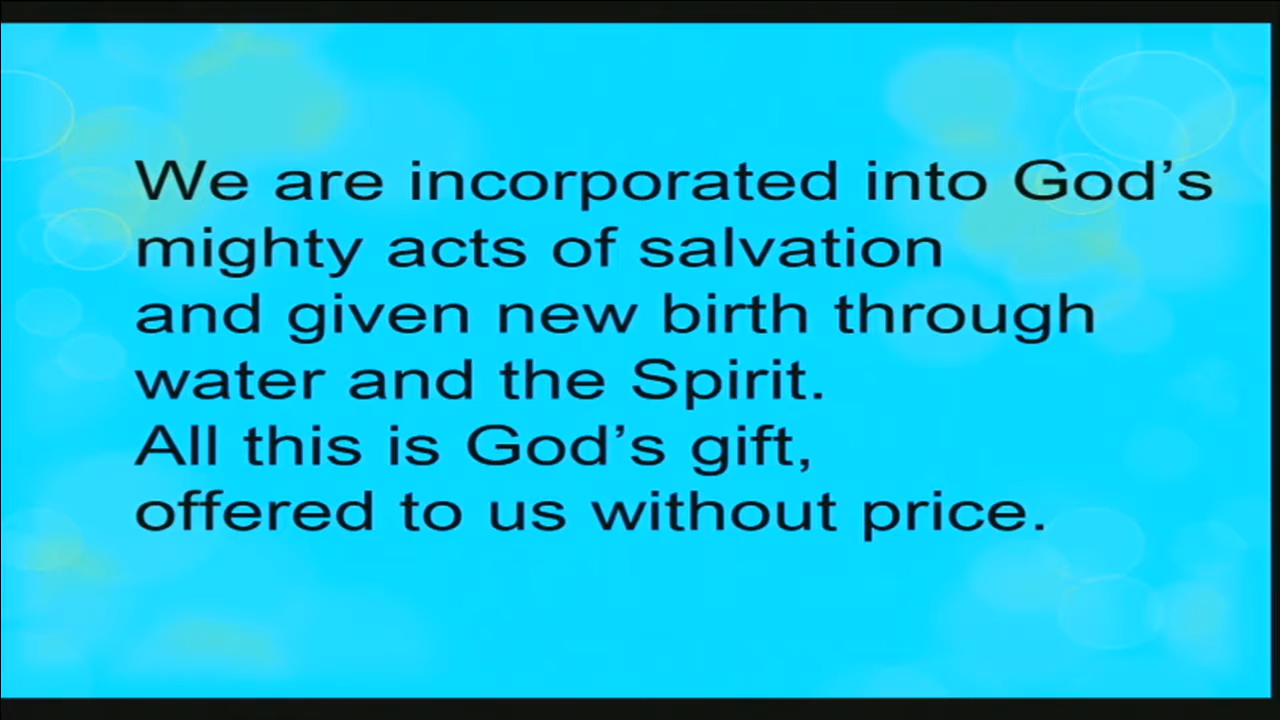 We are incorporated into God’s
mighty acts of salvation
and given new birth through
water and the Spirit.
All this is God’s gift,
offered to us without price.